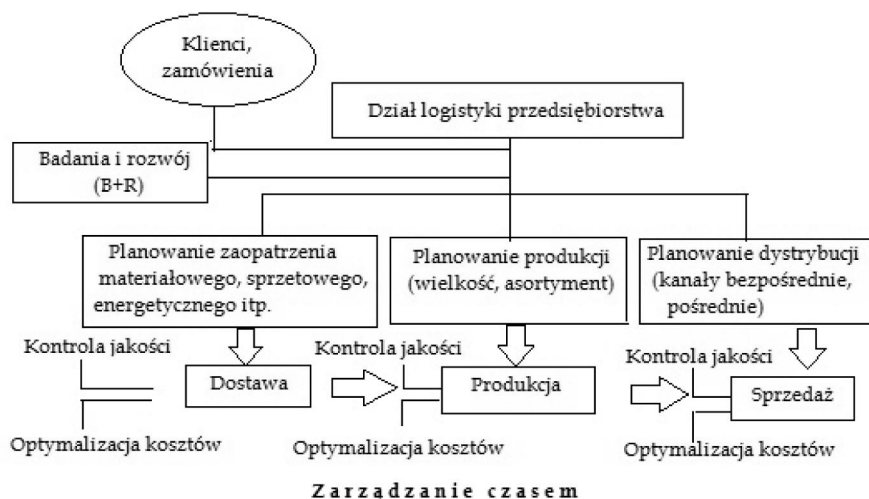 Klienci,
zamówienia
Dział logistyki przedsiębiorstwa
Badania i rozwój
(B+R)
Planowanie zaopatrzenia
materiałowego, sprzetowego,
energetycznego itp.
Planowanie produkcji
(wielkość, asortyment)
Planowanie dystrybucji
(kanały bezpośrednie,
pośrednie)
Kontrola jakości
Kontrola jakości
Kontrola jakości
Dostawa
Produkcja
Sprzedaż
Optymalizacja kosztów
Optymalizacja kosztów
Optymalizacja kosztów
Zarządzanie czasem